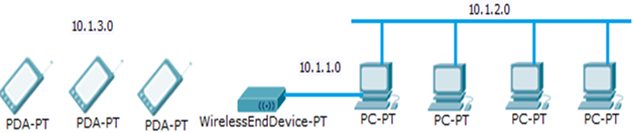 10.1.3.0
10.1.2.0
10.1.1.0
PDA-PT PDA-PT PDA-PT WirelessEndDevice-PT PC-PT PC-PT PC-PT PC-PT